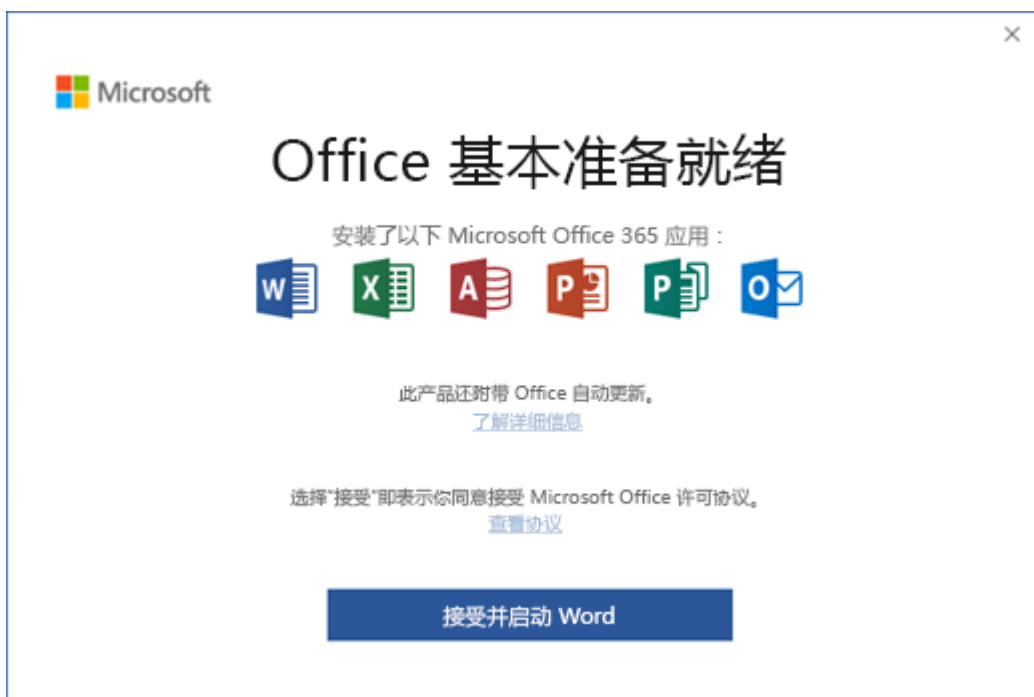 Microsoft
Office 基本准备就绪
安装了以下 Microsoft Office 365 应用：
W X A P P O
此产品还附带 Office 自动更新。
了解详细信息
选择"接受"即表示你同意接受 Microsoft Office 许可协议。
查看协议
接受并启动 Word